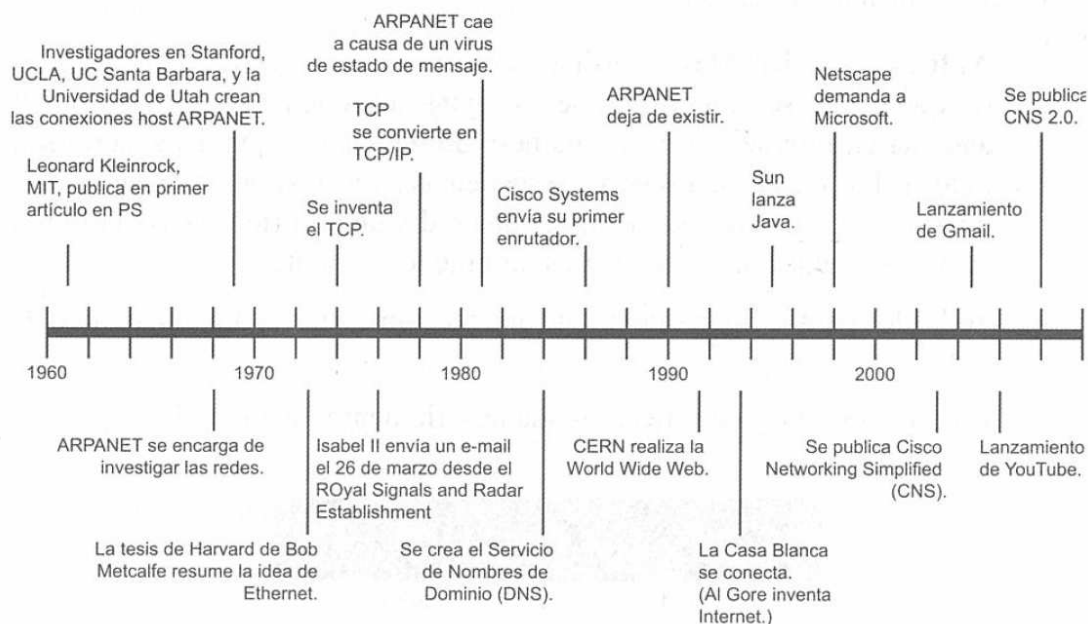 ARPANET cae
a causa de un virus
de estado de mensaje.
Investigadores en Stanford,
UCLA, UC Santa Barbara, y la
Universidad de Utah crean
las conexiones host ARPANET.
Leonard Kleinrock,
MIT, publica en primer
artículo en PS
TCP
se convierte en
TCP/IP.
Se inventa
el TCP.
Cisco Systems
envía su primer
enrutador.
ARPANET
deja de existir.
Sun
lanza
Java.
Netscape
demanda a
Microsoft.
Lanzamiento
de Gmail.
Se publica
CNS 2.0.
1960 1970 1980 1990 2000
ARPANET se encarga de
investigar las redes.
La tesis de Harvard de Bob
Metcalfe resume la idea de
Ethernet.
Isabel II envía un e-mail
el 26 de marzo desde el
ROyal Signals and Radar
Establishment
Se crea el Servicio
de Nombres de
Dominio (DNS).
CERN realiza la
World Wide Web.
La Casa Blanca
se conecta.
(Al Gore inventa
Internet.)
Se publica Cisco
Networking Simplified
(CNS).
Lanzamiento
de YouTube.